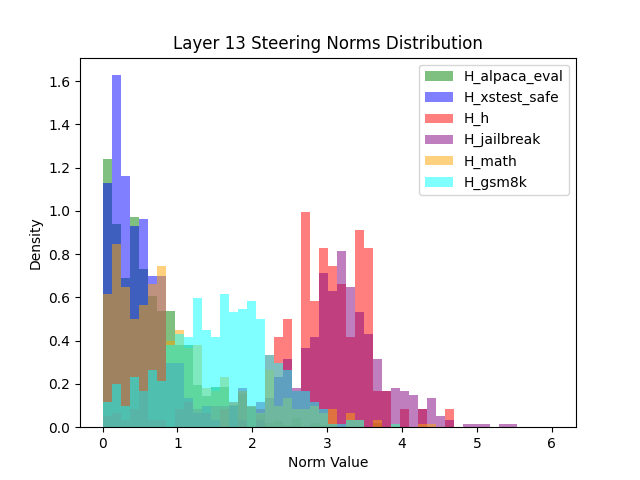 Layer 13 Steering Norms Distribution
H_alpaca_eval
H_xstest_safe
H_h
H_jailbreak
H_math
H_gsm8k
1.6
1.4
1.2
1.0
0.8
0.6
0.4
0.2
0.0
Density
0 1 2 3 4 5 6
Norm Value